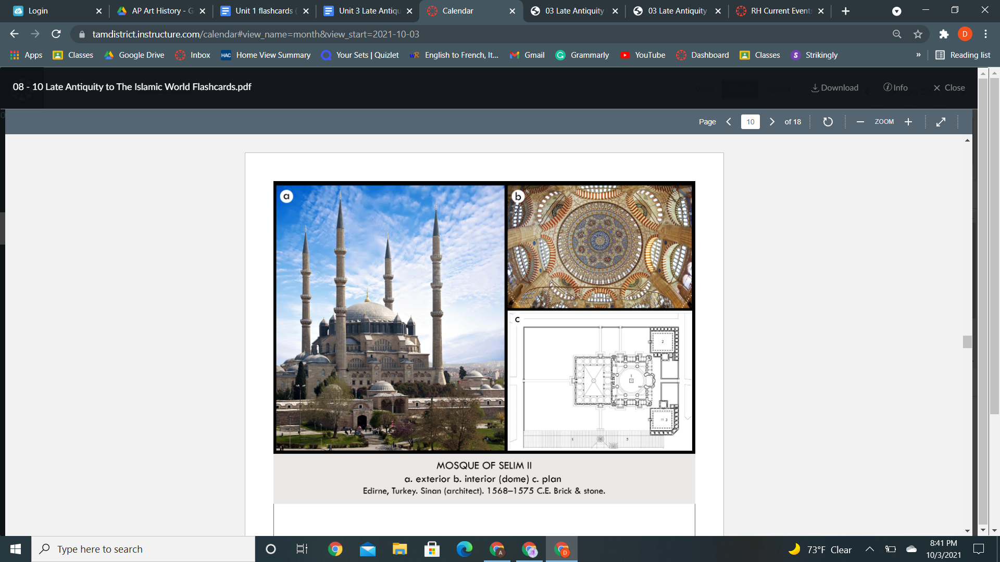 Login
AP Art History - G
Unit 1 flashcards (
Unit 3 Late Antiqu
Calendar
03 Late Antiquity
03 Late Antiquity
RH Current Events
tamdistrict.instructure.com/calendar#view_name=month&view_start=2021-10-03
D
Apps
Classes
Google Drive
Inbox
HAC Home View Summary
Your Sets | Quizlet
wR English to French, It...
Gmail
Grammarly
YouTube
Dashboard
Classes
S Strikingly
»
Reading list
08 - 10 Late Antiquity to The Islamic World Flashcards.pdf
Download
Info
Close
Page 10 of 18
ZOOM
a
b
c
2
1
3
5
MOSQUE OF SELIM II
a. exterior b. interior (dome) c. plan
Edirne, Turkey. Sinan (architect). 1568–1575 C.E. Brick & stone.
Type here to search
A
D
73°F Clear
8:41 PM
10/3/2021